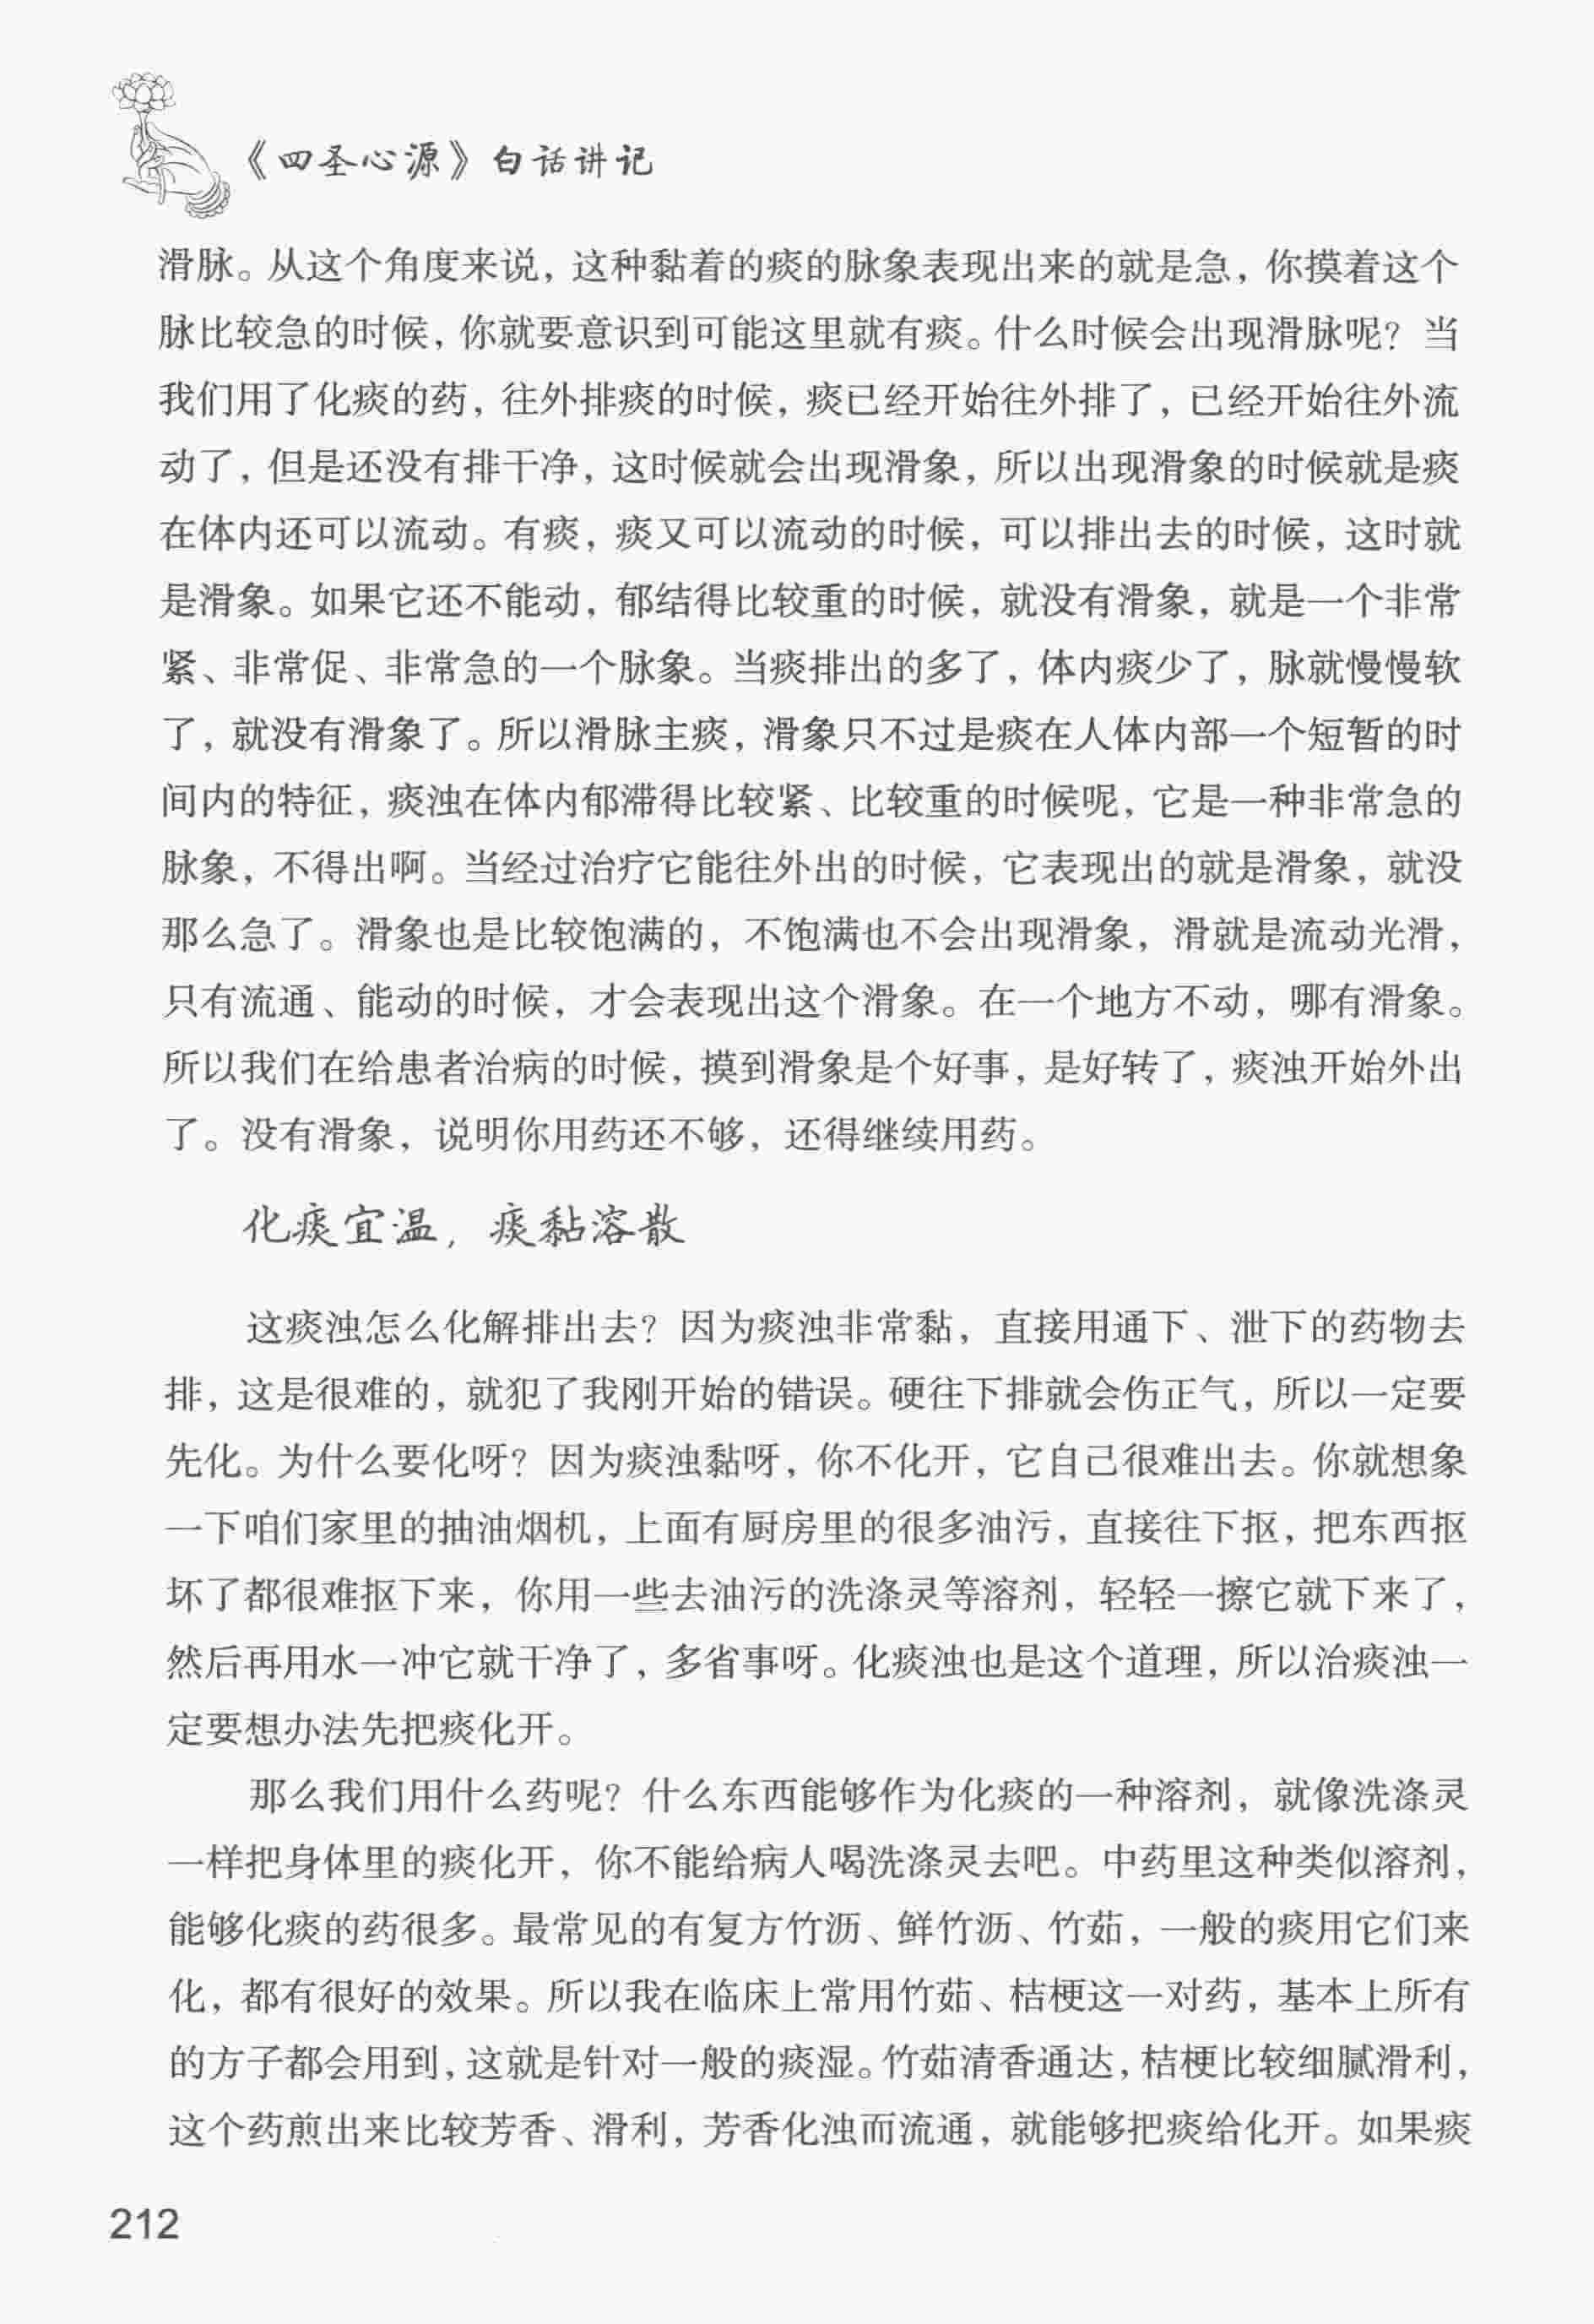 《四圣心源》白话讲记
滑脉。从这个角度来说，这种黏着的痰的脉象表现出来的就是急，你摸着这个
脉比较急的时候，你就要意识到可能这里就有痰。什么时候会出现滑脉呢？当
我们用了化痰的药，往外排痰的时候，痰已经开始往外排了，已经开始往外流
动了，但是还没有排干净，这时候就会出现滑象，所以出现滑象的时候就是痰
在体内还可以流动。有痰，痰又可以流动的时候，可以排出去的时候，这时就
是滑象。如果它还不能动，郁结得比较重的时候，就没有滑象，就是一个非常
紧、非常促、非常急的一个脉象。当痰排出的多了，体内痰少了，脉就慢慢软
了，就没有滑象了。所以滑脉主痰，滑象只不过是痰在人体内部一个短暂的时
间内的特征，痰浊在体内郁滞得比较紧、比较重的时候呢，它是一种非常急的
脉象，不得出啊。当经过治疗它能往外出的时候，它表现出的就是滑象，就没
那么急了。滑象也是比较饱满的，不饱满也不会出现滑象，滑就是流动光滑，
只有流通、能动的时候，才会表现出这个滑象。在一个地方不动，哪有滑象。
所以我们在给患者治病的时候，摸到滑象是个好事，是好转了，痰浊开始外出
了。没有滑象，说明你用药还不够，还得继续用药。
化痰宜温，痰黏溶散
这痰浊怎么化解排出去？因为痰浊非常黏，直接用通下、泄下的药物去
排，这是很难的，就犯了我刚开始的错误。硬往下排就会伤正气，所以一定要
先化。为什么要化呀？因为痰浊黏呀，你不化开，它自己很难出去。你就想象
一下咱们家里的抽油烟机，上面有厨房里的很多油污，直接往下抠，把东西抠
坏了都很难抠下来，你用一些去油污的洗涤灵等溶剂，轻轻一擦它就下来了，
然后再用水一冲它就干净了，多省事呀。化痰浊也是这个道理，所以治痰浊一
定要想办法先把痰化开。
那么我们用什么药呢？什么东西能够作为化痰的一种溶剂，就像洗涤灵
一样把身体里的痰化开，你不能给病人喝洗涤灵去吧。中药里这种类似溶剂，
能够化痰的药很多。最常见的有复方竹沥、鲜竹沥、竹茹，一般的痰用它们来
化，都有很好的效果。所以我在临床上常用竹茹、桔梗这一对药，基本上所有
的方子都会用到，这就是针对一般的痰湿。竹茹清香通达，桔梗比较细腻滑利，
这个药煎出来比较芳香、滑利，芳香化浊而流通，就能够把痰给化开。如果痰
212